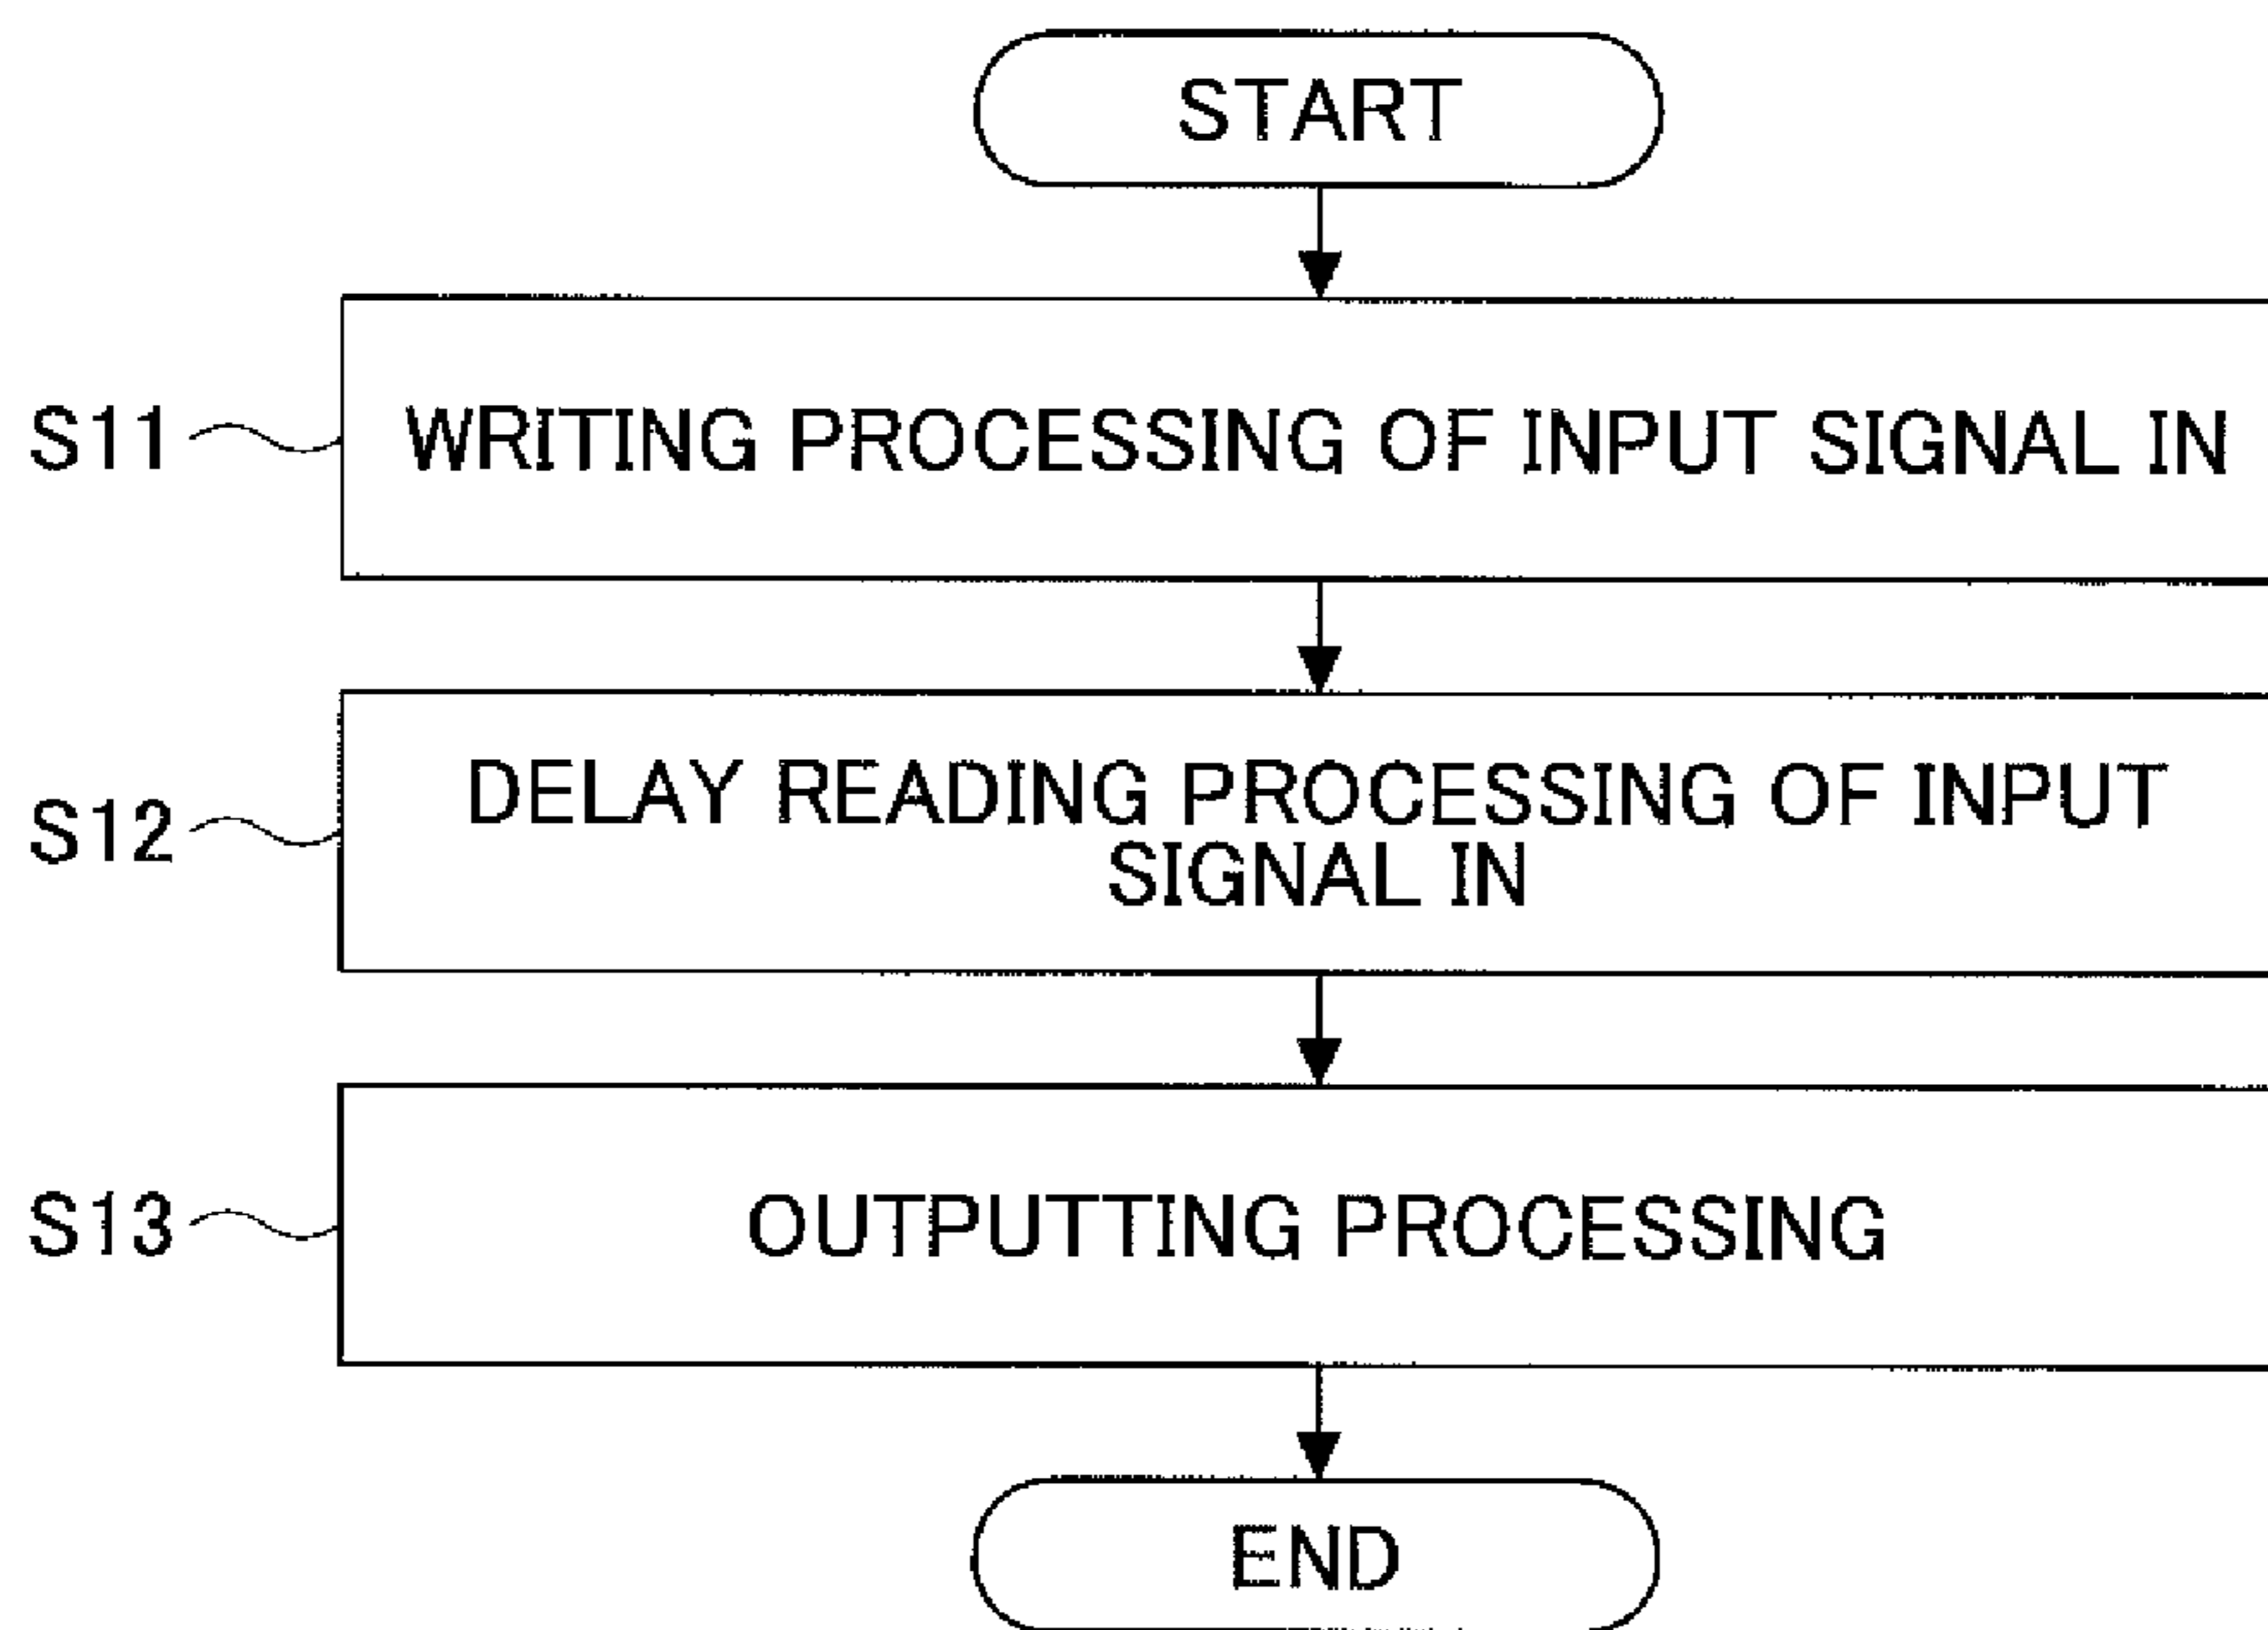 START
S11 WRITING PROCESSING OF INPUT SIGNAL IN
DELAY READING PROCESSING OF INPUT
S12
SIGNAL IN
S13 OUTPUTTING PROCESSING
END